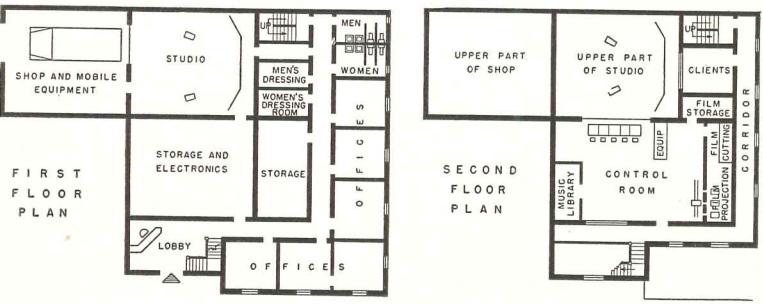 SHOP AND MOBILE
EQUIPMENT
STUDIO
UP
MEN
WOMEN
MEN'S
DRESSING
WOMEN'S
DRESSING
ROOM
OFFICES
STORAGE AND
ELECTRONICS
STORAGE
FIRST
FLOOR
PLAN
LOBBY
OFFICES
UPPER PART
OF SHOP
UPPER PART
OF STUDIO
UP
CLIENTS
FILM
STORAGE
CORRIDOR
EQUIP
FILM
CUTTING
CONTROL
ROOM
MUSIC
LIBRARY
FILM
PROJECTION
SECOND
FLOOR
PLAN